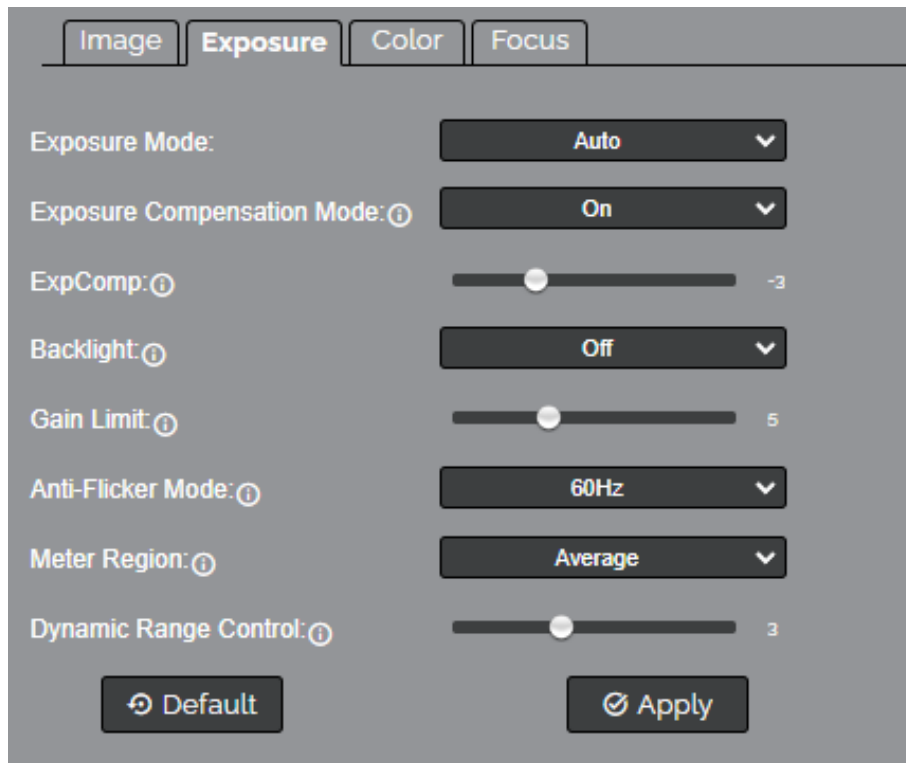 Image Exposure Color Focus
Exposure Mode: Auto
Exposure Compensation Mode: On
ExpComp: -3
Backlight: Off
Gain Limit: 5
Anti-Flicker Mode: 60Hz
Meter Region: Average
Dynamic Range Control: 3
Default Apply